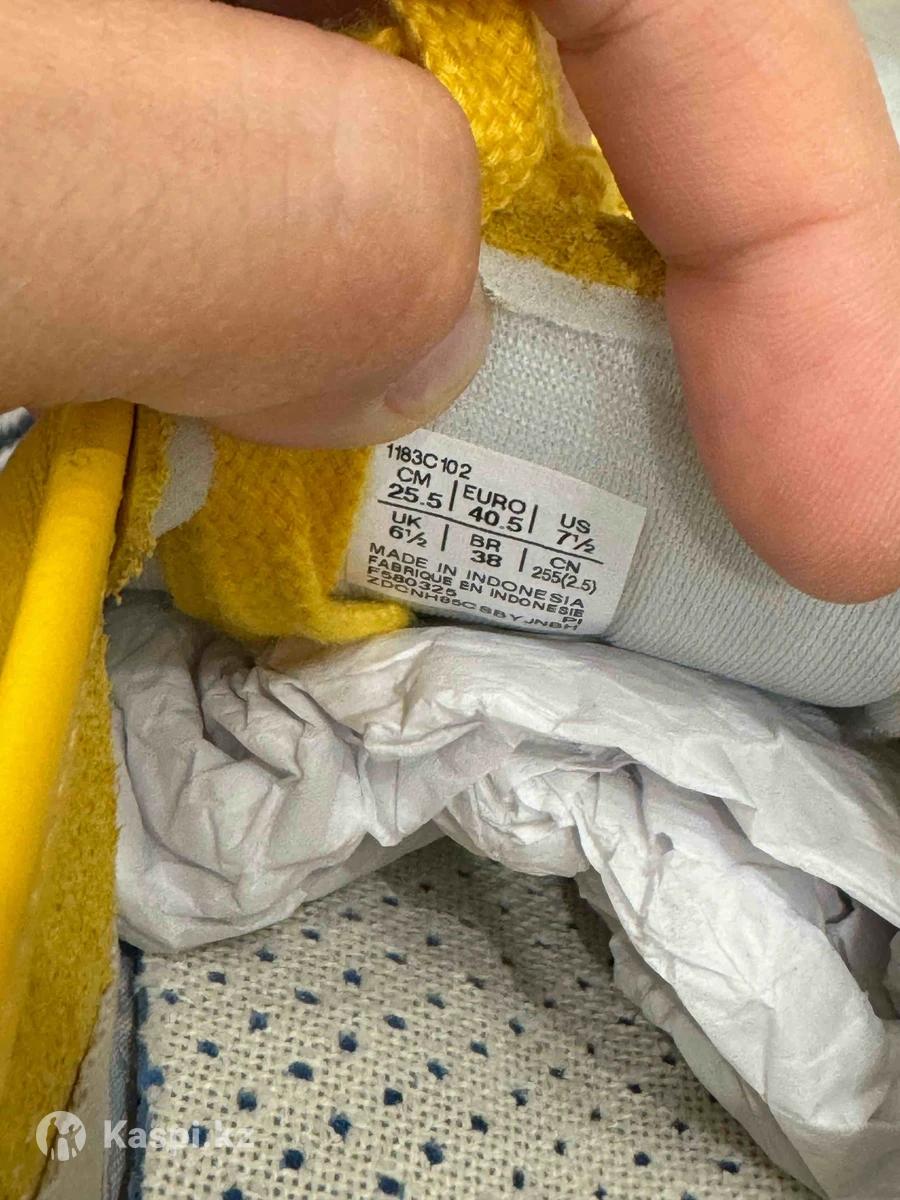 1183C102
CM EURO US
25.5 40.5 7½
UK BR CN
6½ 38 255(2.5)
MADE IN INDONESIA
FABRIQUE EN INDONESIE
F580325 PI
Kaspi.kz